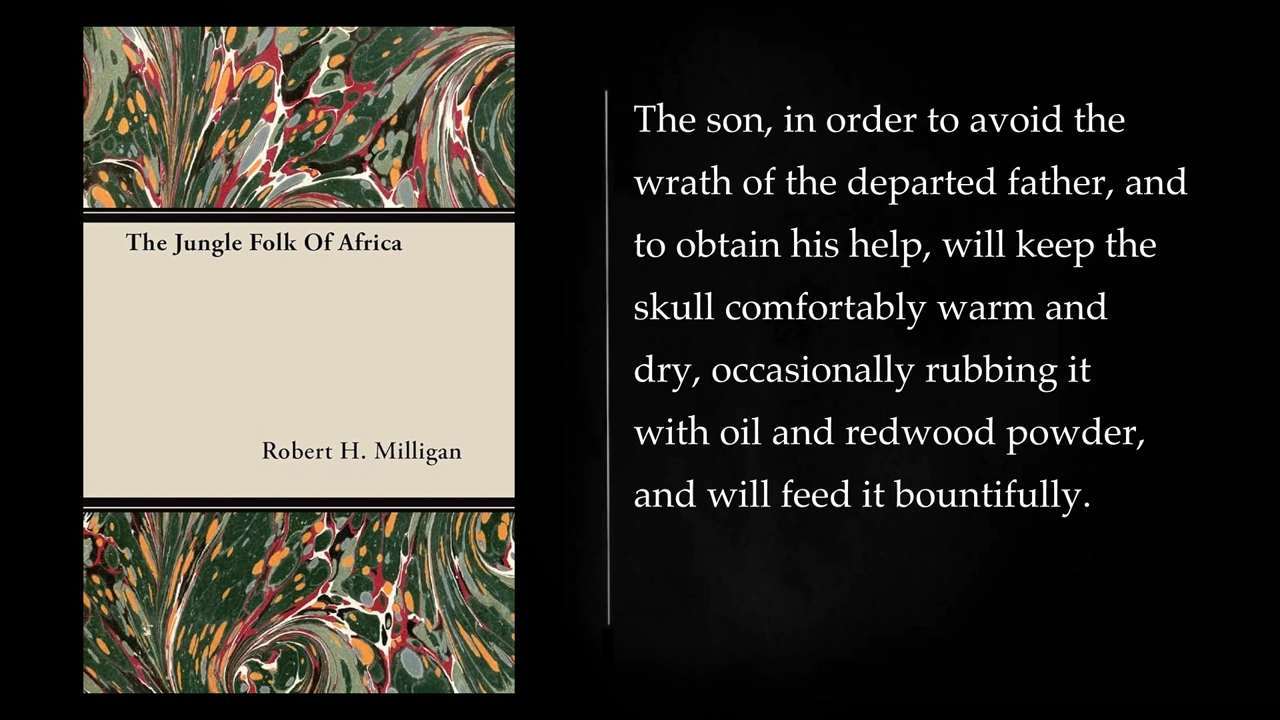 The Jungle Folk Of Africa
Robert H. Milligan
The son, in order to avoid the
wrath of the departed father, and
to obtain his help, will keep the
skull comfortably warm and
dry, occasionally rubbing it
with oil and redwood powder,
and will feed it bountifully.